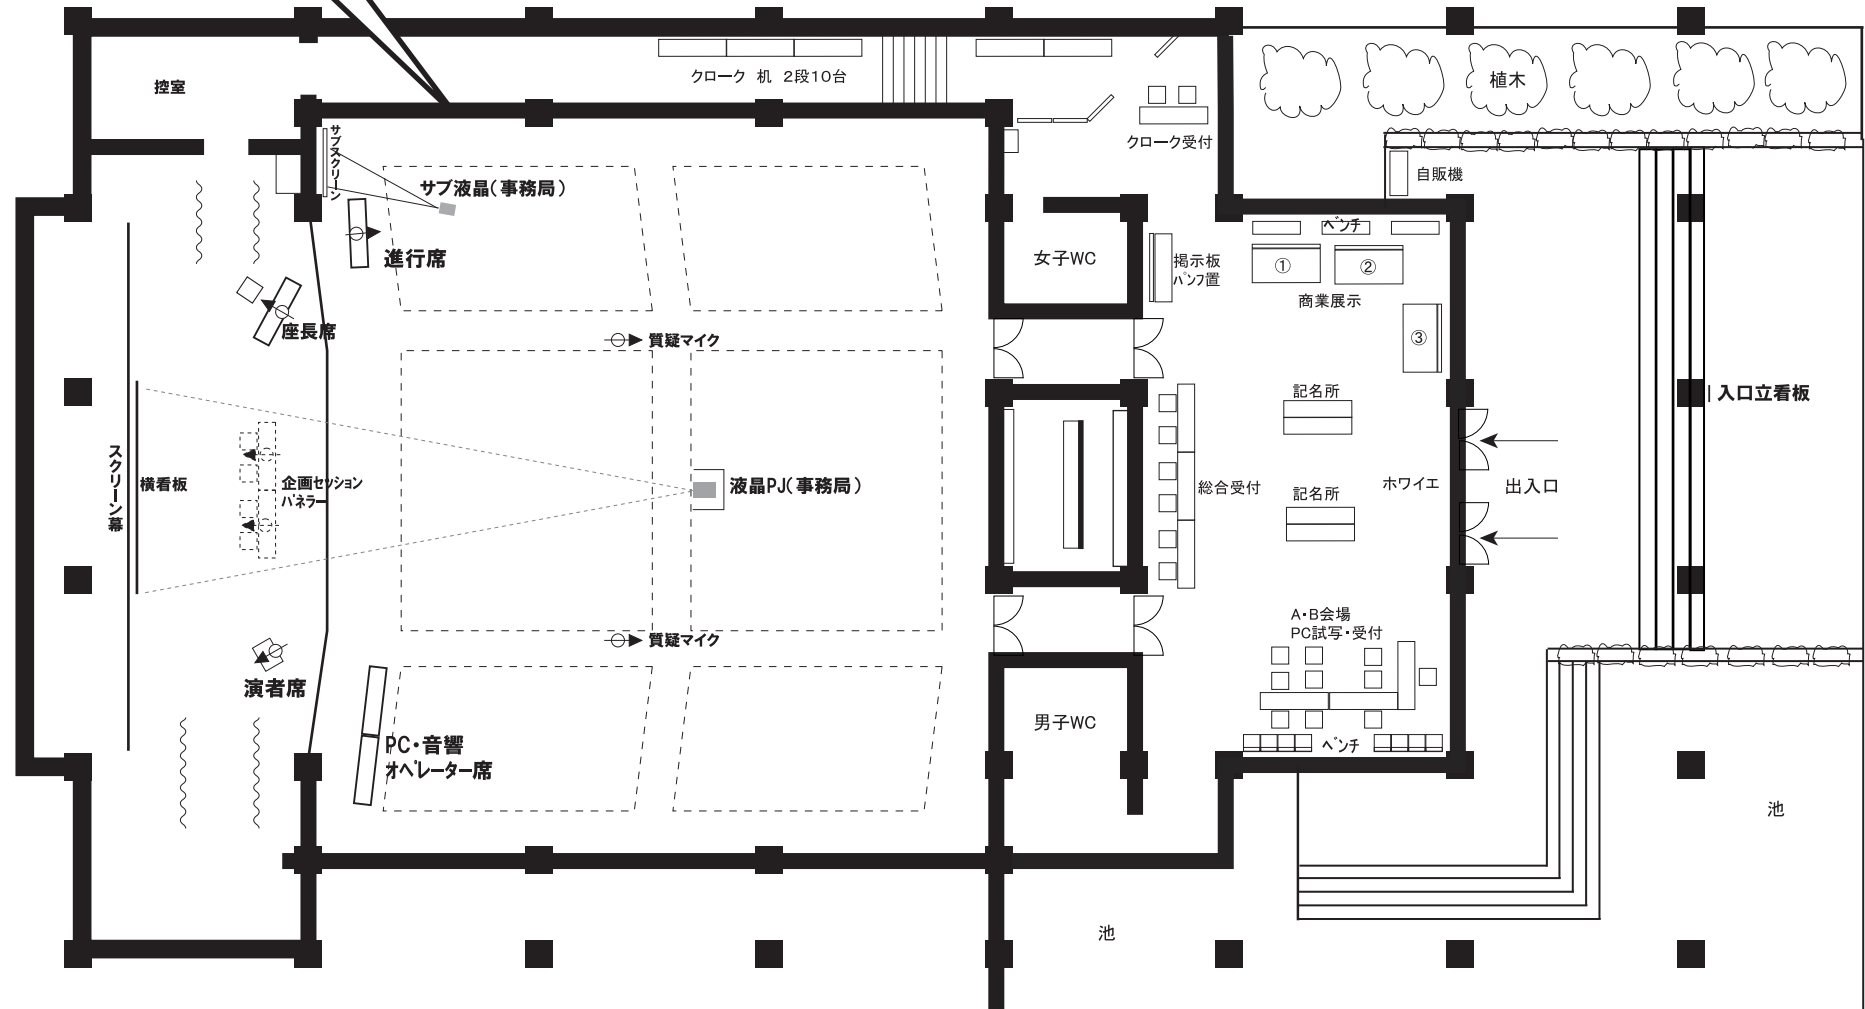 控室
クローク 机 2段10台
クローク受付
植木
自販機
サブスクリーン
サブ液晶(事務局)
進行席
座長席
女子WC
掲示板
パンフ置
ベンチ
①
②
商業展示
③
質疑マイク
記名所
入口立看板
スクリーン幕
横看板
企画セッション
パネラー
液晶PJ(事務局)
総合受付
記名所
ホワイエ
出入口
質疑マイク
A・B会場
PC試写・受付
演者席
PC・音響
オペレーター席
男子WC
ベンチ
池
池